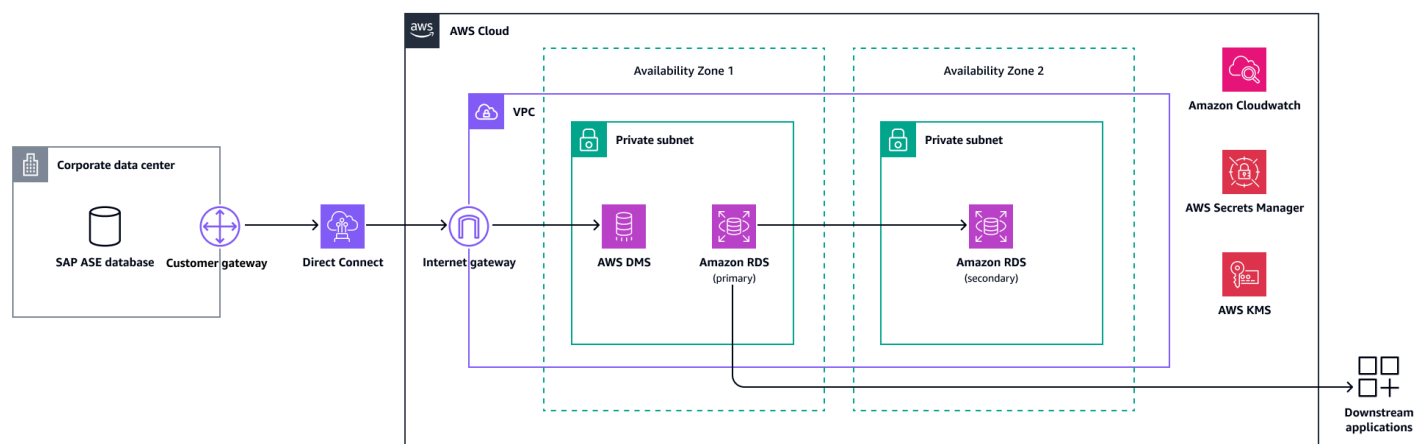 aws
AWS Cloud
Availability Zone 1
Availability Zone 2
Amazon Cloudwatch
VPC
Private subnet
Private subnet
Corporate data center
AWS Secrets Manager
SAP ASE database
Customer gateway
Direct Connect
Internet gateway
AWS DMS
Amazon RDS
(primary)
Amazon RDS
(secondary)
AWS KMS
Downstream
applications